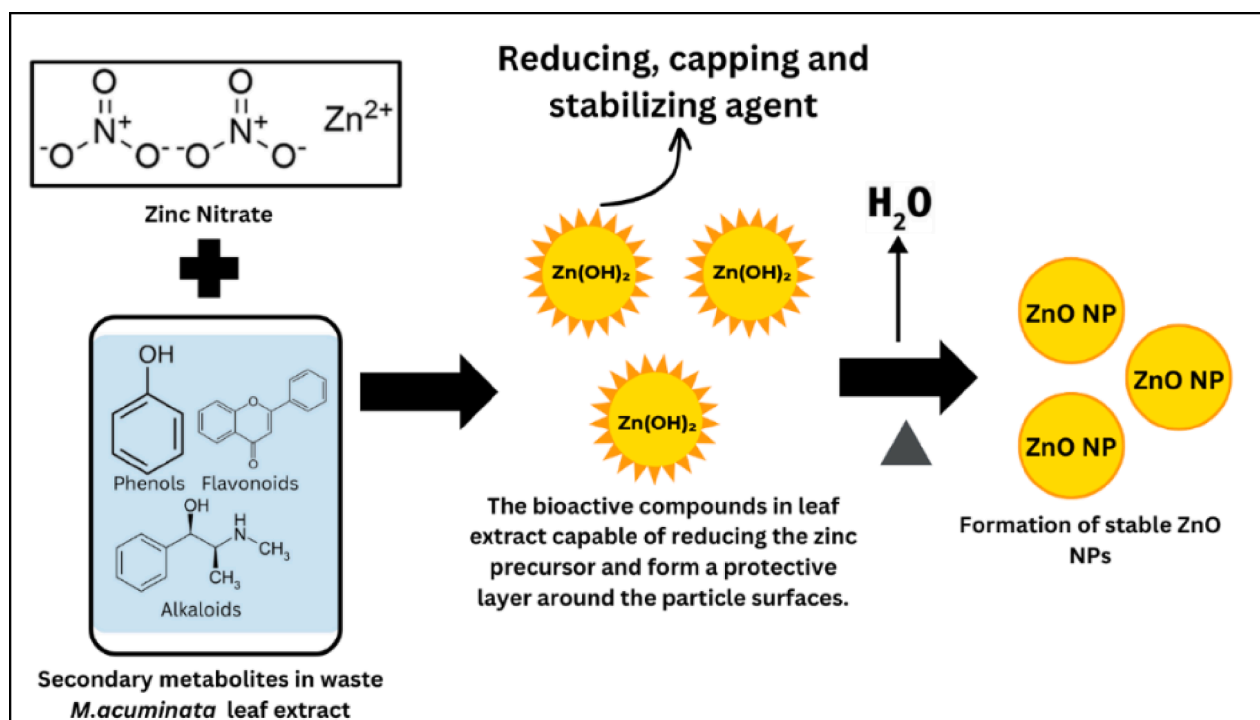 O
O
N⁺
N⁺
Zn²⁺
⁻O
O⁻
⁻O
O⁻
Zinc Nitrate
OH
O
O
Phenols
Flavonoids
OH
H
N
CH₃
CH₃
Alkaloids
Secondary metabolites in waste
M.acuminata leaf extract
Reducing, capping and
stabilizing agent
Zn(OH)₂
Zn(OH)₂
Zn(OH)₂
The bioactive compounds in leaf
extract capable of reducing the zinc
precursor and form a protective
layer around the particle surfaces.
H₂O
ZnO NP
ZnO NP
ZnO NP
Formation of stable ZnO
NPs